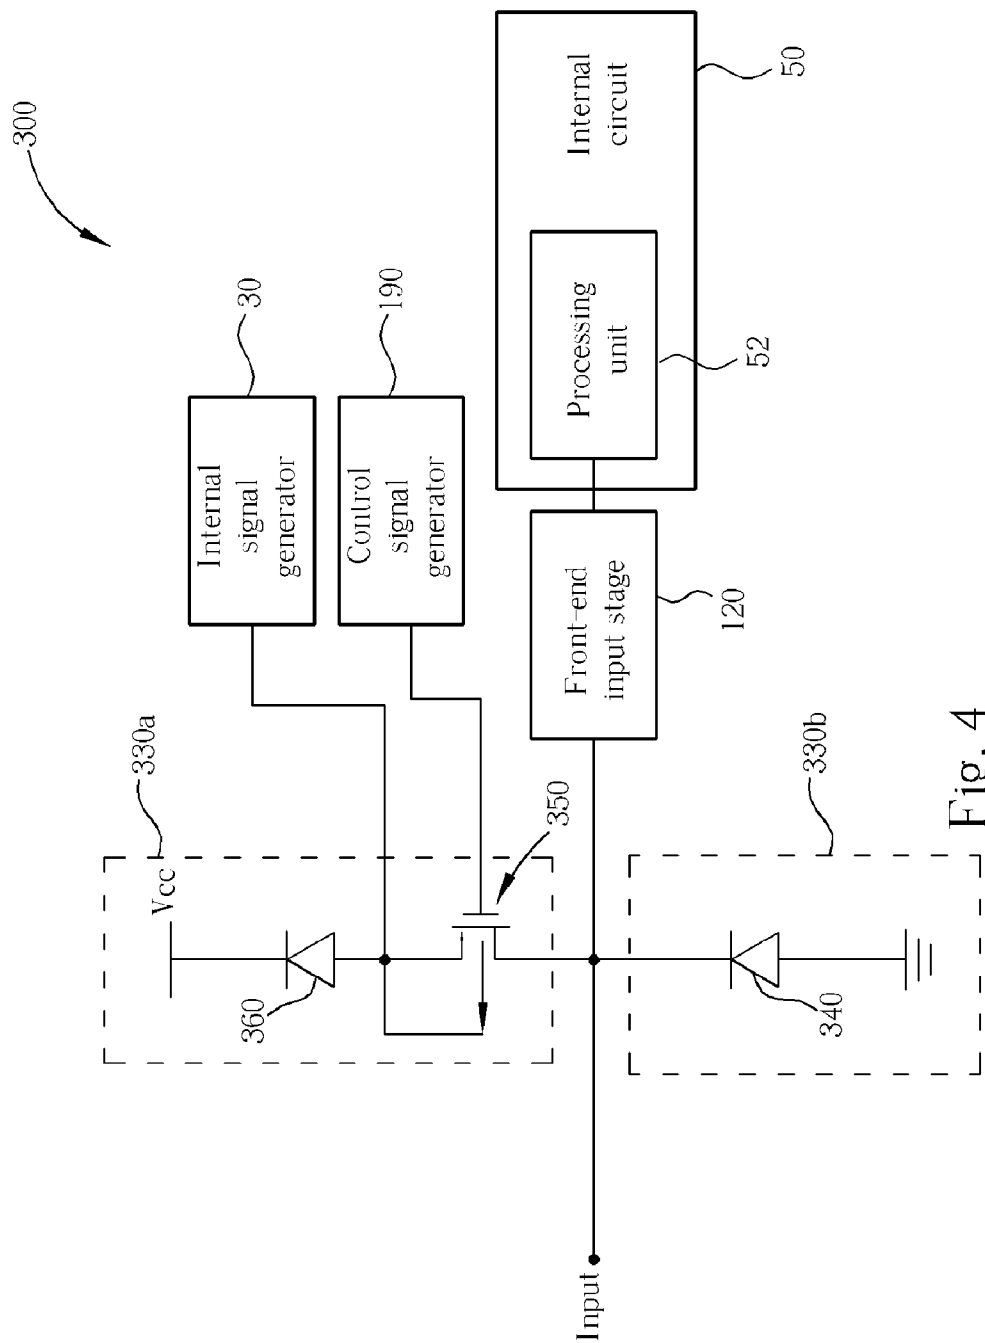 300
330a
Vcc
360
350
Internal
signal
generator
30
Control
signal
generator
190
Input
Front-end
input stage
120
Processing
unit
52
Internal
circuit
50
340
330b
Fig. 4